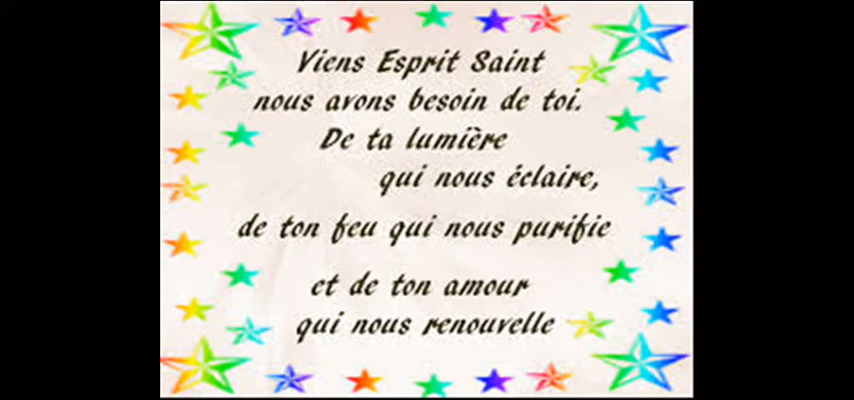 Viens Esprit Saint
nous avons besoin de toi.
De ta lumière
qui nous éclaire,
de ton feu qui nous purifie
et de ton amour
qui nous renouvelle